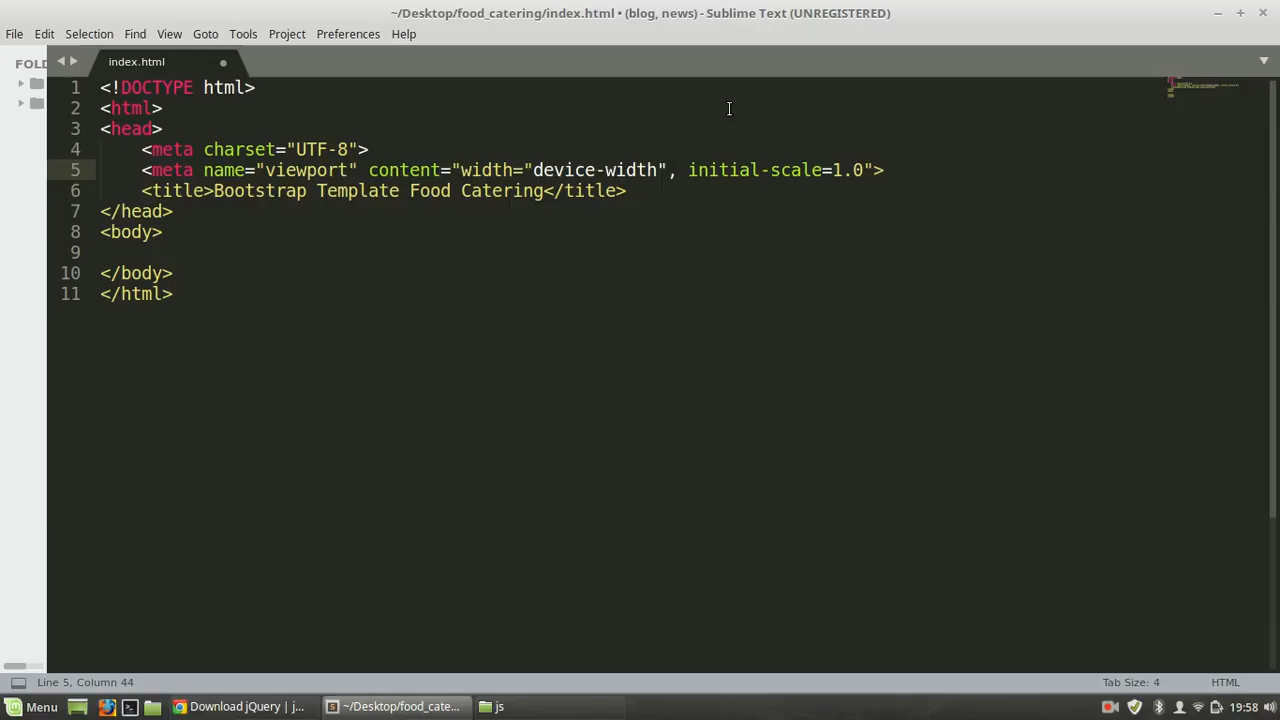 ~/Desktop/food_catering/index.html • (blog, news) - Sublime Text (UNREGISTERED)
File Edit Selection Find View Goto Tools Project Preferences Help
FOLD
index.html
1 <!DOCTYPE html>
2 <html>
3 <head>
4 <meta charset="UTF-8">
5 <meta name="viewport" content="width="device-width", initial-scale=1.0">
6 <title>Bootstrap Template Food Catering</title>
7 </head>
8 <body>
9
10 </body>
11 </html>
Line 5, Column 44 Tab Size: 4 HTML
Menu Download jQuery | j... ~/Desktop/food_cate... js 19:58